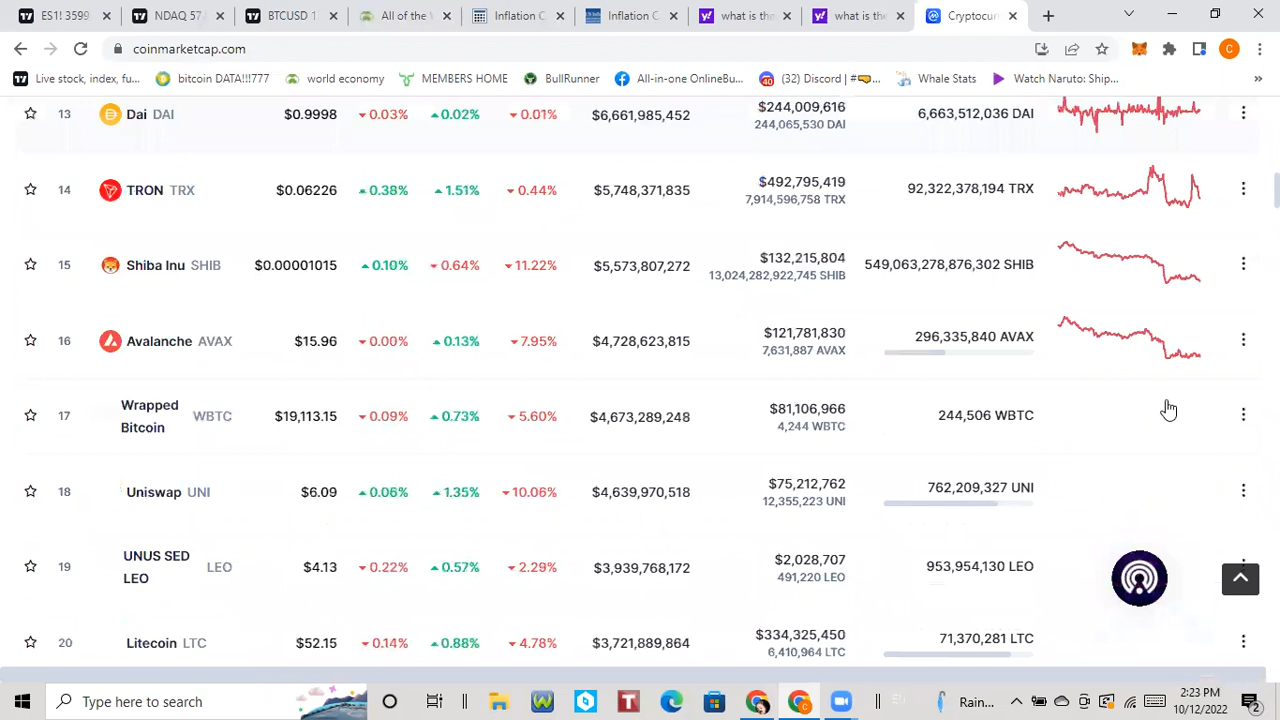 ES1! 3599
NDAQ 57
BTCUSD
All of the
Inflation C
Inflation C
what is
what is the
Cryptocur
coinmarketcap.com
Live stock, index, fu...
bitcoin DATA!!!777
world economy
MEMBERS HOME
BullRunner
All-in-one OnlineBu...
(32) Discord | #
Whale Stats
Watch Naruto: Ship...
»
13 Dai DAI $0.9998 0.03% 0.02% 0.01% $6,661,985,452 $244,009,616 6,663,512,036 DAI
244,065,530 DAI
14 TRON TRX $0.06226 0.38% 1.51% 0.44% $5,748,371,835 $492,795,419 92,322,378,194 TRX
7,914,596,758 TRX
15 Shiba Inu SHIB $0.00001015 0.10% 0.64% 11.22% $5,573,807,272 $132,215,804 549,063,278,876,302 SHIB
13,024,282,922,745 SHIB
16 Avalanche AVAX $15.96 0.00% 0.13% 7.95% $4,728,623,815 $121,781,830 296,335,840 AVAX
7,631,887 AVAX
17 Wrapped Bitcoin WBTC $19,113.15 0.09% 0.73% 5.60% $4,673,289,248 $81,106,966 244,506 WBTC
4,244 WBTC
18 Uniswap UNI $6.09 0.06% 1.35% 10.06% $4,639,970,518 $75,212,762 762,209,327 UNI
12,355,223 UNI
19 UNUS SED LEO LEO $4.13 0.22% 0.57% 2.29% $3,939,768,172 $2,028,707 953,954,130 LEO
491,220 LEO
20 Litecoin LTC $52.15 0.14% 0.88% 4.78% $3,721,889,864 $334,325,450 71,370,281 LTC
6,410,964 LTC
Type here to search
Rain...
2:23 PM
10/12/2022